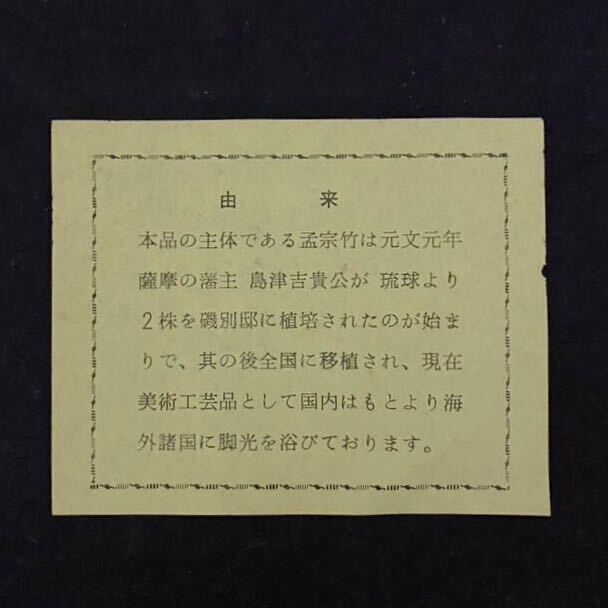 由来
本品の主体である孟宗竹は元文元年
薩摩の藩主 島津吉貴公が 琉球より
2株を磯別邸に植培されたのが始ま
りで、其の後全国に移植され、現在
美術工芸品として国内はもとより海
外諸国に脚光を浴びております。